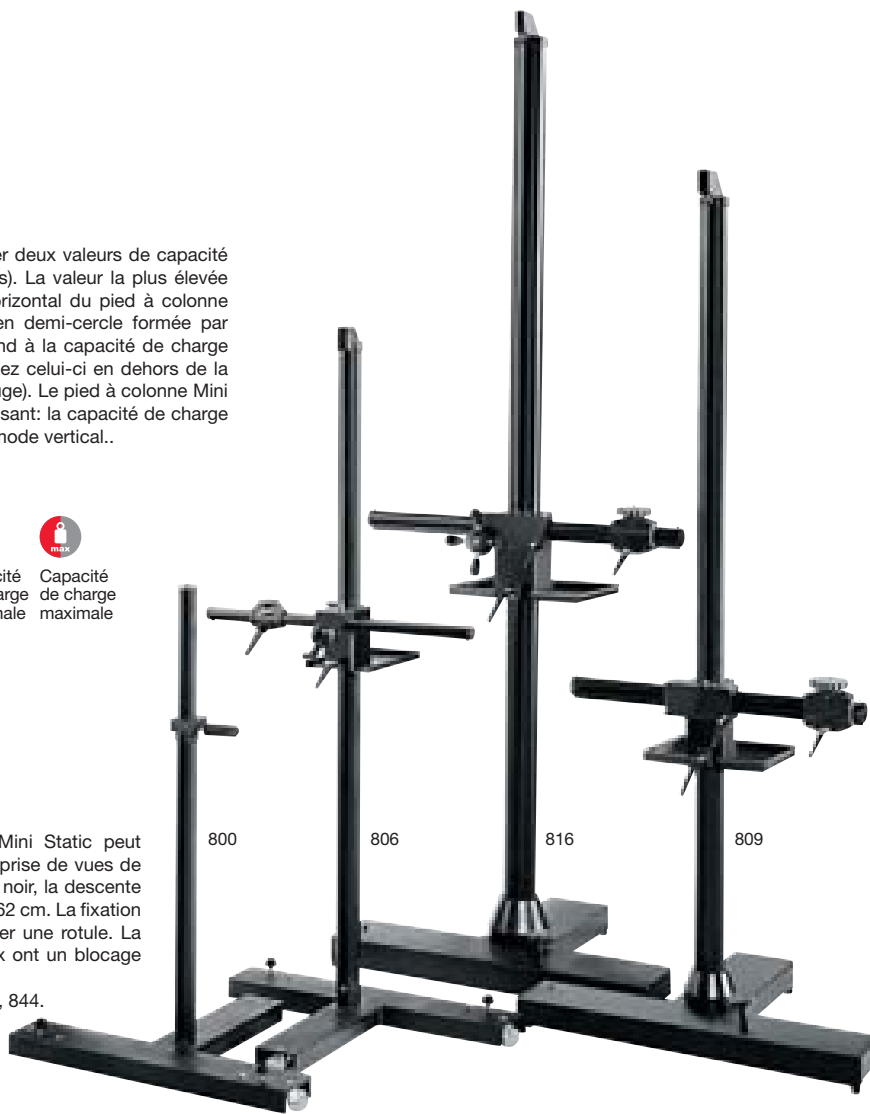 er deux valeurs de capacité
s). La valeur la plus élevée
orizontal du pied à colonne
en demi-cercle formée par
nd à la capacité de charge
ez celui-ci en dehors de la
uge). Le pied à colonne Mini
sant: la capacité de charge
mode vertical..
max
cité Capacité
arge de charge
nale maximale
Mini Static peut
prise de vues de
noir, la descente
62 cm. La fixation
er une rotule. La
x ont un blocage
, 844.
800
806
816
809